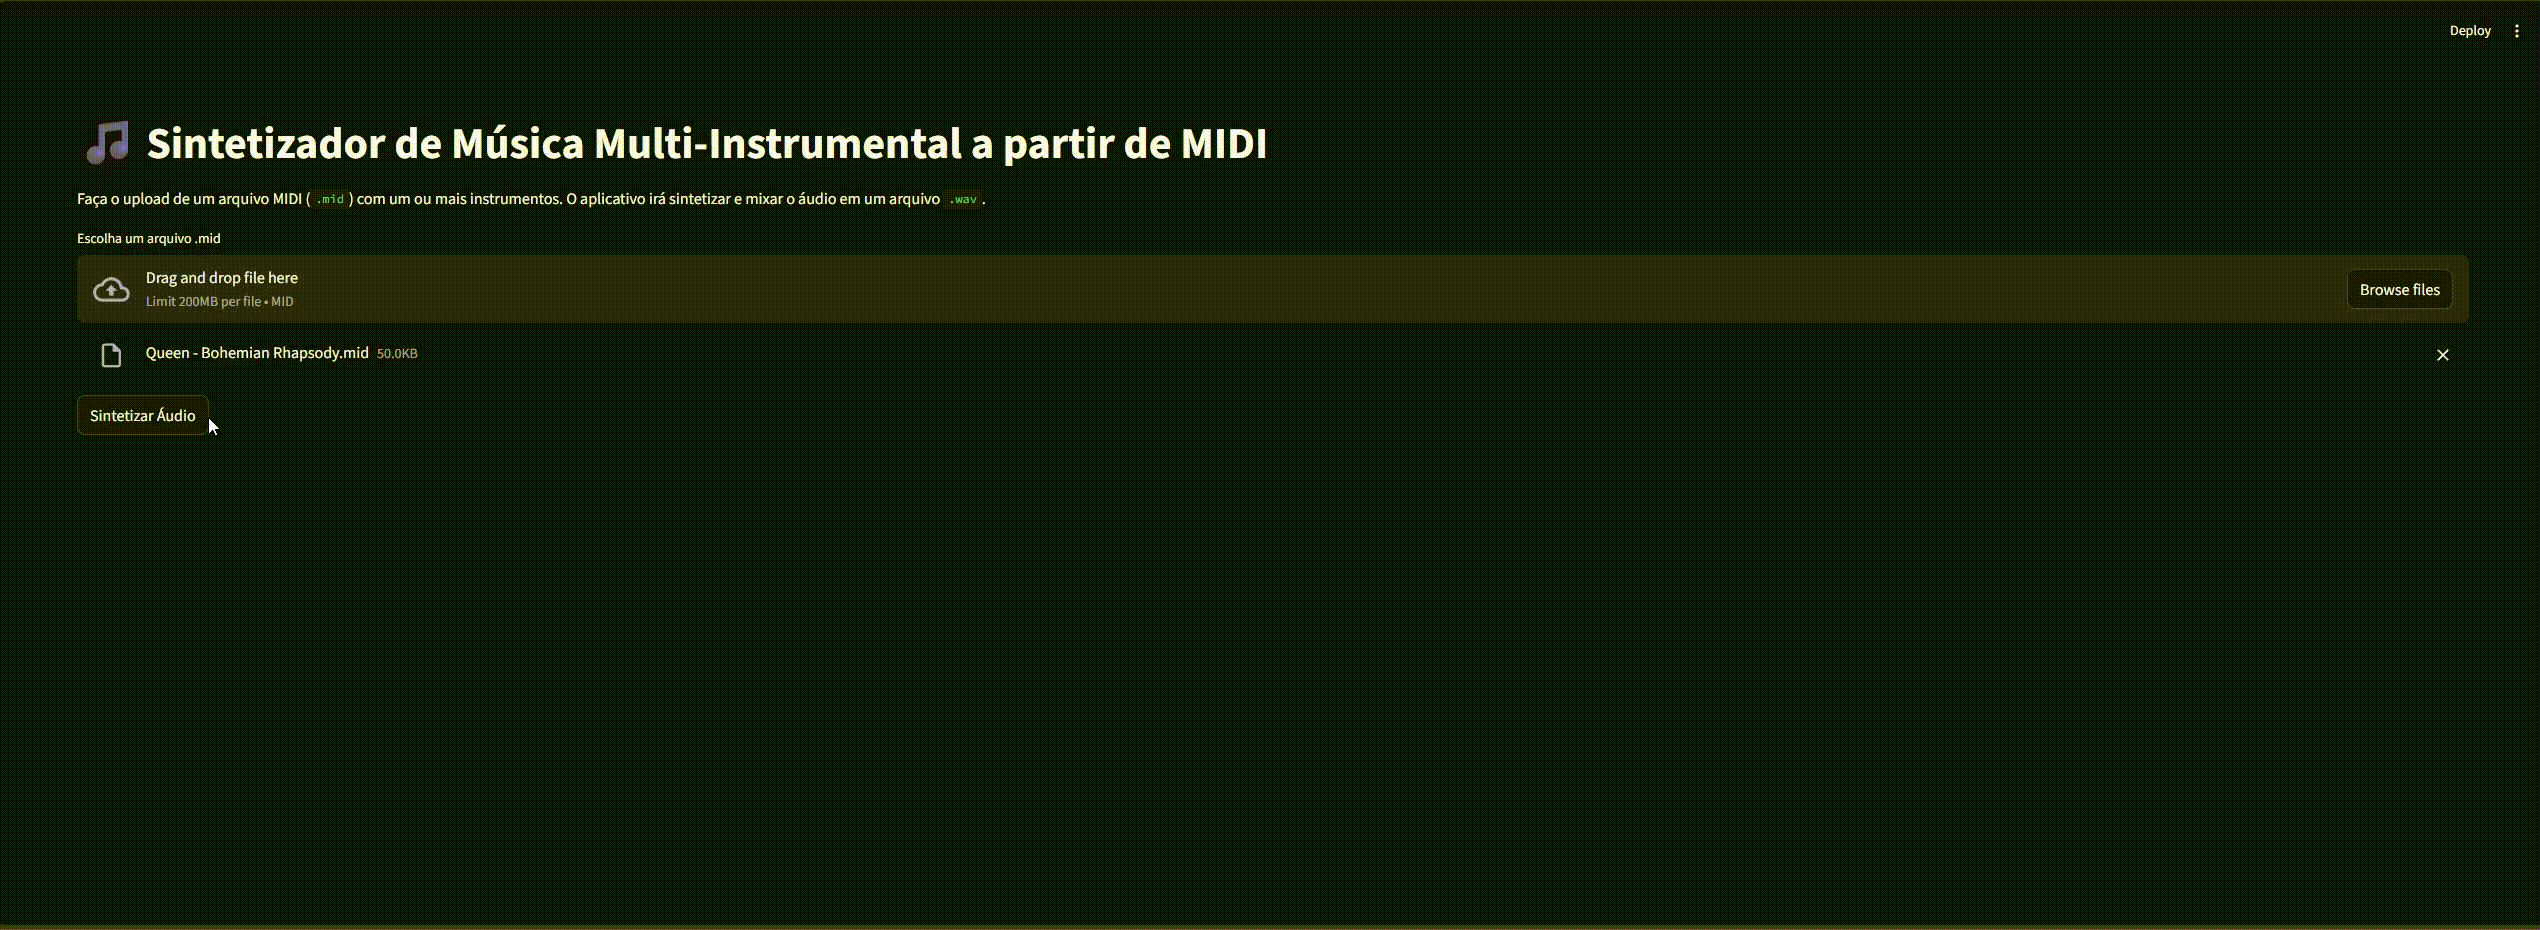 Deploy
Sintetizador de Música Multi-Instrumental a partir de MIDI
Faça o upload de um arquivo MIDI ( .mid ) com um ou mais instrumentos. O aplicativo irá sintetizar e mixar o áudio em um arquivo .wav .
Escolha um arquivo .mid
Drag and drop file here
Limit 200MB per file • MID
Browse files
Queen - Bohemian Rhapsody.mid 50.0KB
Sintetizar Áudio